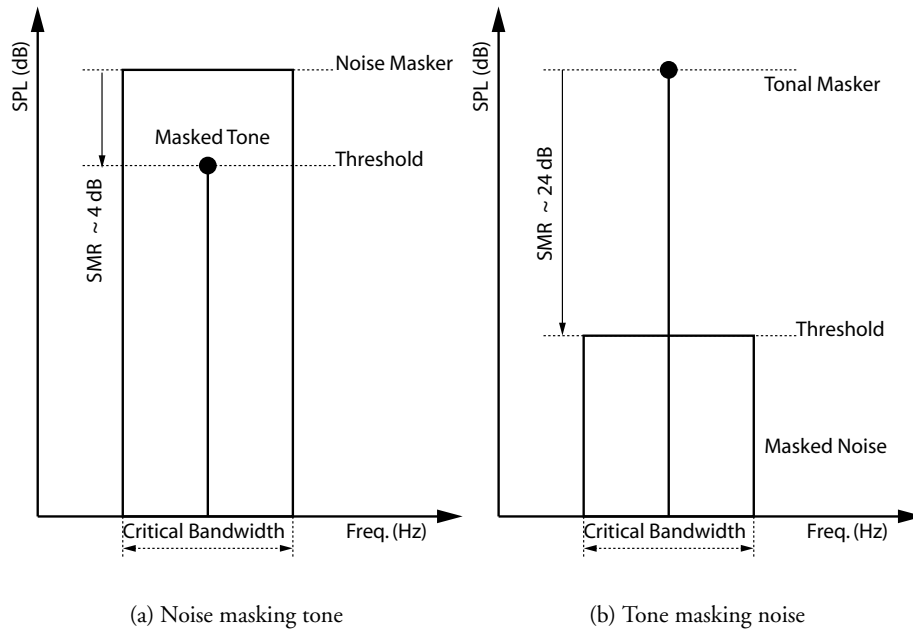 SPL (dB)
Noise Masker
Masked Tone
Threshold
SMR ~ 4 dB
Critical Bandwidth
Freq. (Hz)
(a) Noise masking tone
SPL (dB)
Tonal Masker
SMR ~ 24 dB
Threshold
Masked Noise
Critical Bandwidth
Freq. (Hz)
(b) Tone masking noise